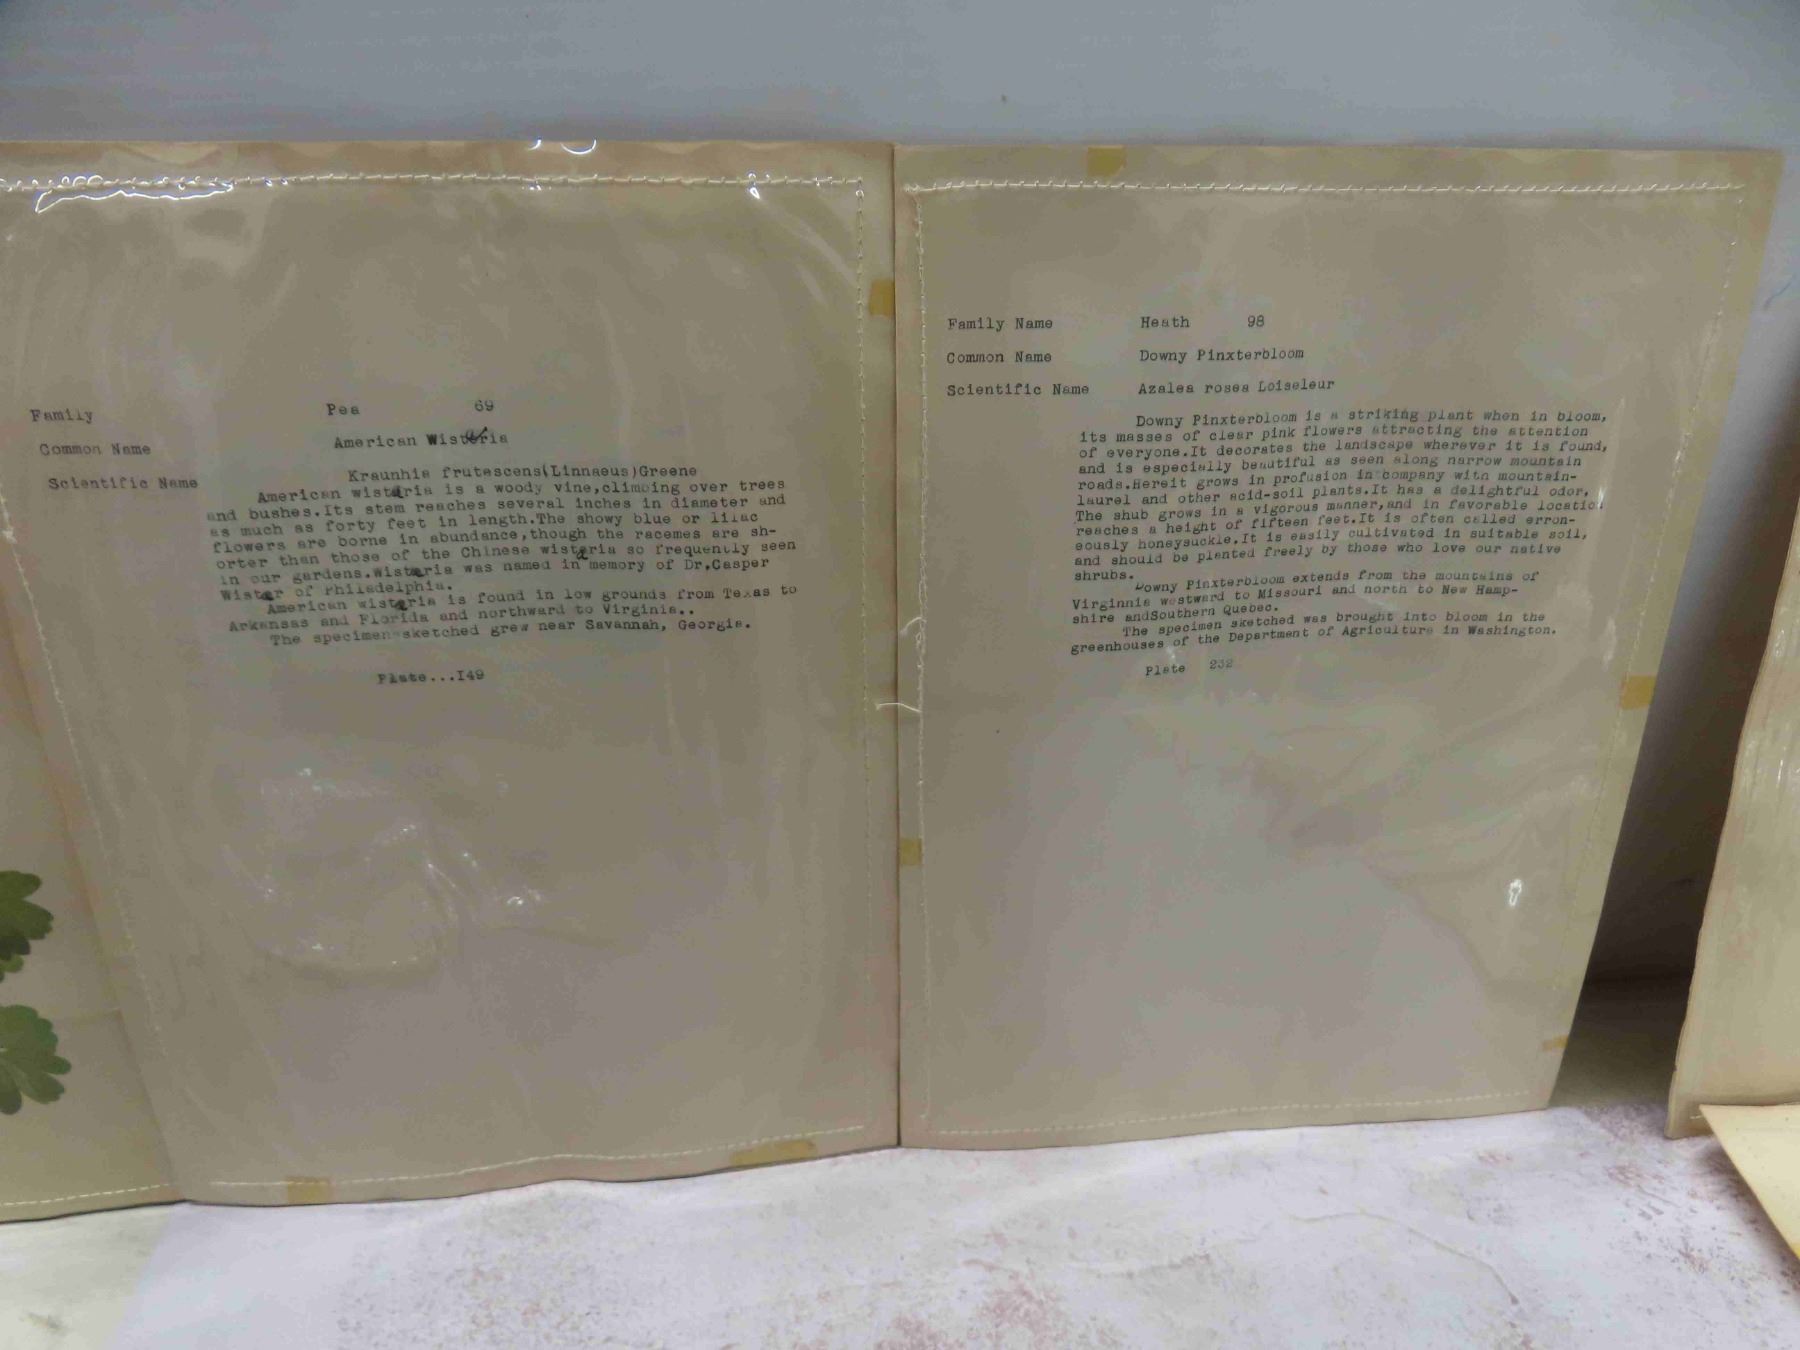 Family Pea 69
Common Name American Wistaria
Scientific Name Kraunhia frutescens(Linnaeus)Greene
American wistaria is a woody vine,climbing over trees
and bushes.Its stem reaches several inches in diameter and
as much as forty feet in length.The showy blue or lilac
flowers are borne in abundance,though the racemes are sh-
orter than those of the Chinese wistaria so frequently seen
in our gardens.Wistaria was named in memory of Dr.Casper
Wistar of Philadelphia.
American wistaria is found in low grounds from Texas to
Arkansas and Florida and northward to Virginia..
The specimen sketched grew near Savannah, Georgia.
Plate...I49
Family Name Heath 98
Common Name Downy Pinxterbloom
Scientific Name Azalea rosea Loiseleur
Downy Pinxterbloom is a striking plant when in bloom,
its masses of clear pink flowers attracting the attention
of everyone.It decorates the landscape wherever it is found,
and is especially beautiful as seen along narrow mountain
roads.Hereit grows in profusion in company with mountain-
laurel and other acid-soil plants.It has a delightful odor,
The shub grows in a vigorous manner,and in favorable location
reaches a height of fifteen feet.It is often called erron-
eously honeysuckle.It is easily cultivated in suitable soil,
and should be planted freely by those who love our native
shrubs.
Downy Pinxterbloom extends from the mountains of
Virginnia westward to Missouri and north to New Hamp-
shire andSouthern Quebec.
The specimen sketched was brought into bloom in the
greenhouses of the Department of Agriculture in Washington.
Plate 232